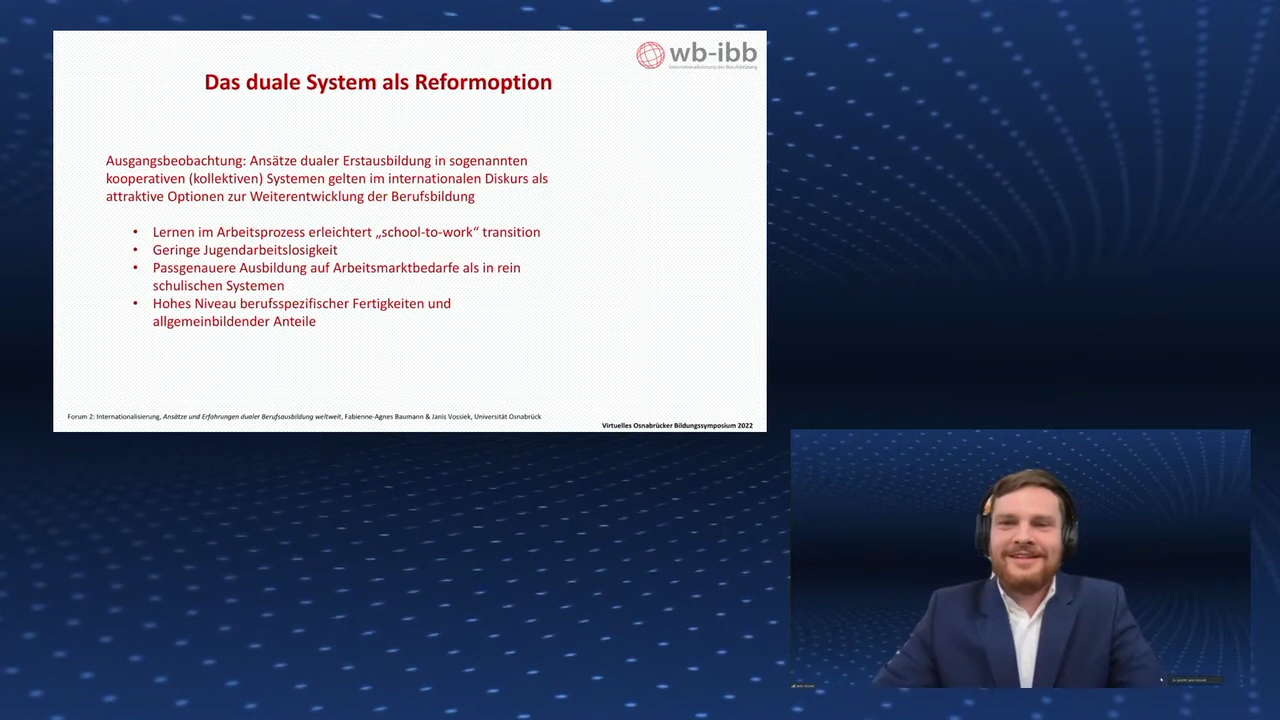 wb-ibb
Internationalisierung der Berufsbildung
Das duale System als Reformoption
Ausgangsbeobachtung: Ansätze dualer Erstausbildung in sogenannten
kooperativen (kollektiven) Systemen gelten im internationalen Diskurs als
attraktive Optionen zur Weiterentwicklung der Berufsbildung
• Lernen im Arbeitsprozess erleichtert „school-to-work“ transition
• Geringe Jugendarbeitslosigkeit
• Passgenauere Ausbildung auf Arbeitsmarktbedarfe als in rein
schulischen Systemen
• Hohes Niveau berufsspezifischer Fertigkeiten und
allgemeinbildender Anteile
Forum 2: Internationalisierung, Ansätze und Erfahrungen dualer Berufsausbildung weltweit, Fabienne-Agnes Baumann & Janis Vossiek, Universität Osnabrück
Virtuelles Osnabrücker Bildungssymposium 2022